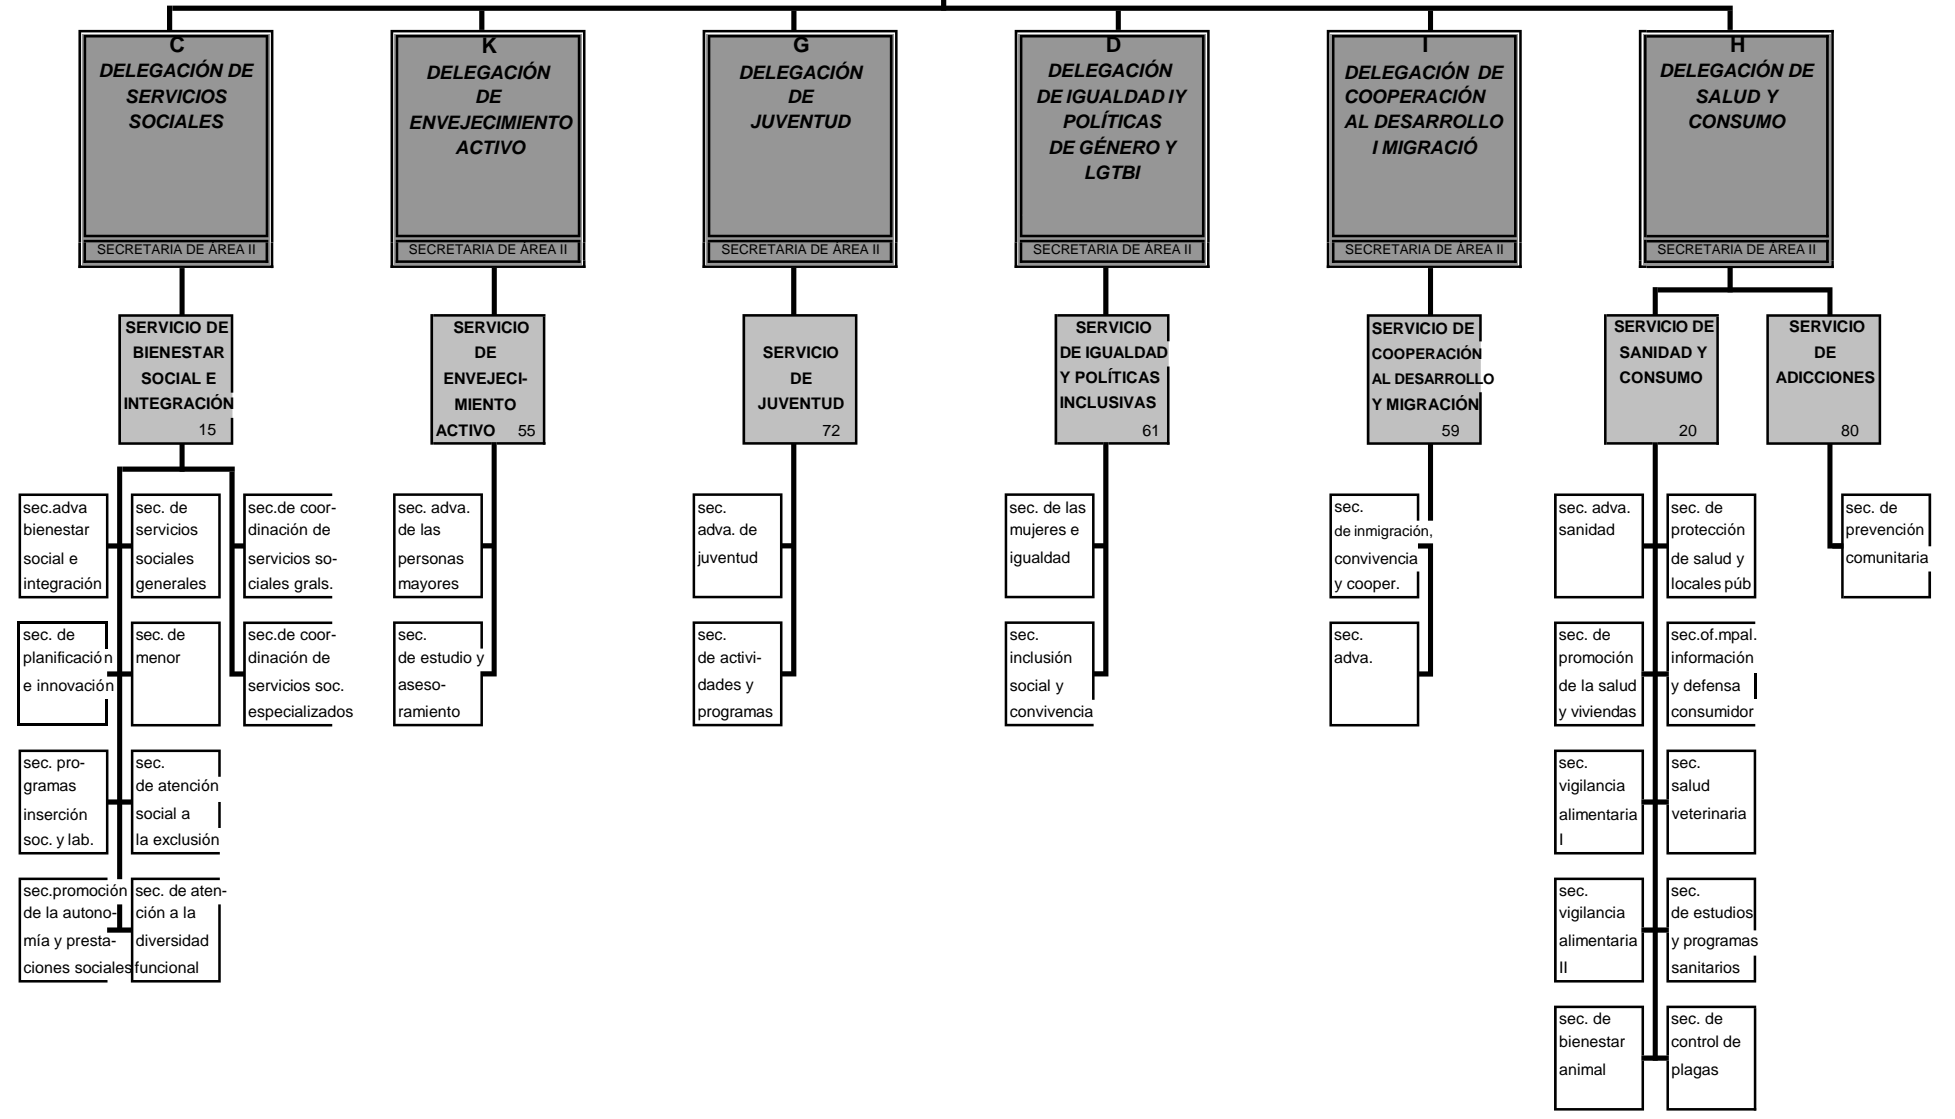 C
DELEGACIÓN DE
SERVICIOS
SOCIALES
SECRETARIA DE ÁREA II
K
DELEGACIÓN
DE
ENVEJECIMIENTO
ACTIVO
SECRETARIA DE ÁREA II
G
DELEGACIÓN
DE
JUVENTUD
SECRETARIA DE ÁREA II
D
DELEGACIÓN
DE IGUALDAD IY
POLÍTICAS
DE GÉNERO Y
LGTBI
SECRETARIA DE ÁREA II
I
DELEGACIÓN DE
COOPERACIÓN
AL DESARROLLO
I MIGRACIÓ
SECRETARIA DE ÁREA II
H
DELEGACIÓN DE
SALUD Y
CONSUMO
SECRETARIA DE ÁREA II
SERVICIO DE
BIENESTAR
SOCIAL E
INTEGRACIÓN
15
SERVICIO
DE
ENVEJECI-
MIENTO
ACTIVO 55
SERVICIO
DE
JUVENTUD
72
SERVICIO
DE IGUALDAD
Y POLÍTICAS
INCLUSIVAS
61
SERVICIO DE
COOPERACIÓN
AL DESARROLLO
Y MIGRACIÓN
59
SERVICIO DE
SANIDAD Y
CONSUMO
20
SERVICIO
DE
ADICCIONES
80
sec.adva
bienestar
social e
integración
sec. de
servicios
sociales
generales
sec.de coor-
dinación de
servicios so-
ciales grals.
sec. adva.
de las
personas
mayores
sec.
adva. de
juventud
sec. de las
mujeres e
igualdad
sec.
de inmigración,
convivencia
y cooper.
sec. adva.
sanidad
sec. de
protección
de salud y
locales púb
sec. de
prevención
comunitaria
sec. de
planificación
e innovación
sec. de
menor
sec.de coor-
dinación de
servicios soc.
especializados
sec.
de estudio y
aseso-
ramiento
sec.
de activi-
dades y
programas
sec.
inclusión
social y
convivencia
sec.
adva.
sec. de
promoción
de la salud
y viviendas
sec.of.mpal.
información
y defensa
consumidor
sec. pro-
gramas
inserción
soc. y lab.
sec.
de atención
social a
la exclusión
sec.
vigilancia
alimentaria
I
sec.
salud
veterinaria
sec.promoción
de la autono-
mía y presta-
ciones sociales
sec. de aten-
ción a la
diversidad
funcional
sec.
vigilancia
alimentaria
II
sec.
de estudios
y programas
sanitarios
sec. de
bienestar
animal
sec. de
control de
plagas